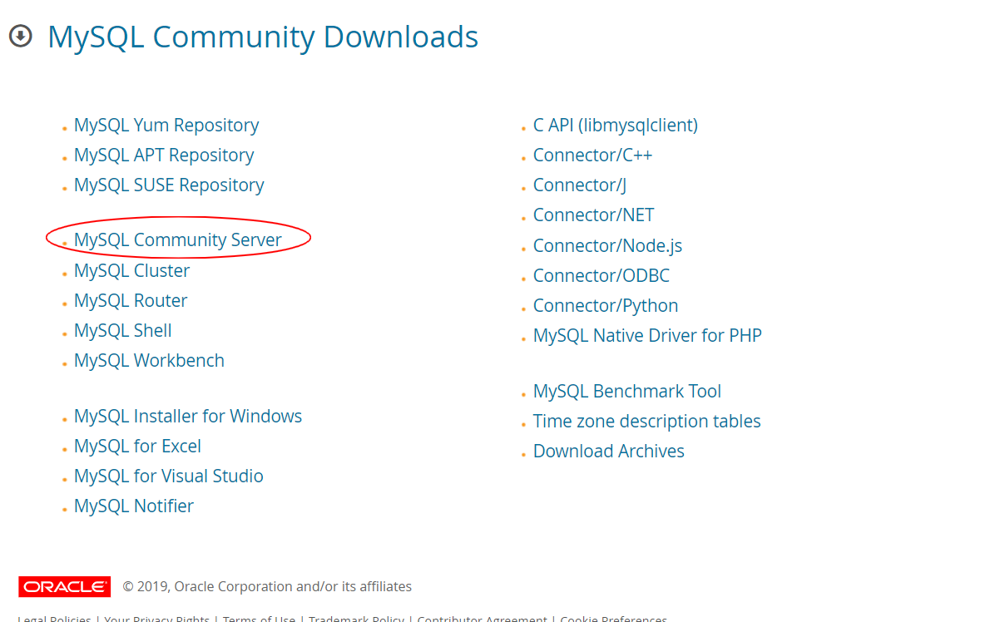 MySQL Community Downloads
MySQL Yum Repository
MySQL APT Repository
MySQL SUSE Repository
MySQL Community Server
MySQL Cluster
MySQL Router
MySQL Shell
MySQL Workbench
MySQL Installer for Windows
MySQL for Excel
MySQL for Visual Studio
MySQL Notifier
C API (libmysqlclient)
Connector/C++
Connector/J
Connector/NET
Connector/Node.js
Connector/ODBC
Connector/Python
MySQL Native Driver for PHP
MySQL Benchmark Tool
Time zone description tables
Download Archives
ORACLE © 2019, Oracle Corporation and/or its affiliates
Legal Policies | Your Privacy Rights | Terms of Use | Trademark Policy | Contributor Agreement | Cookie Preferences